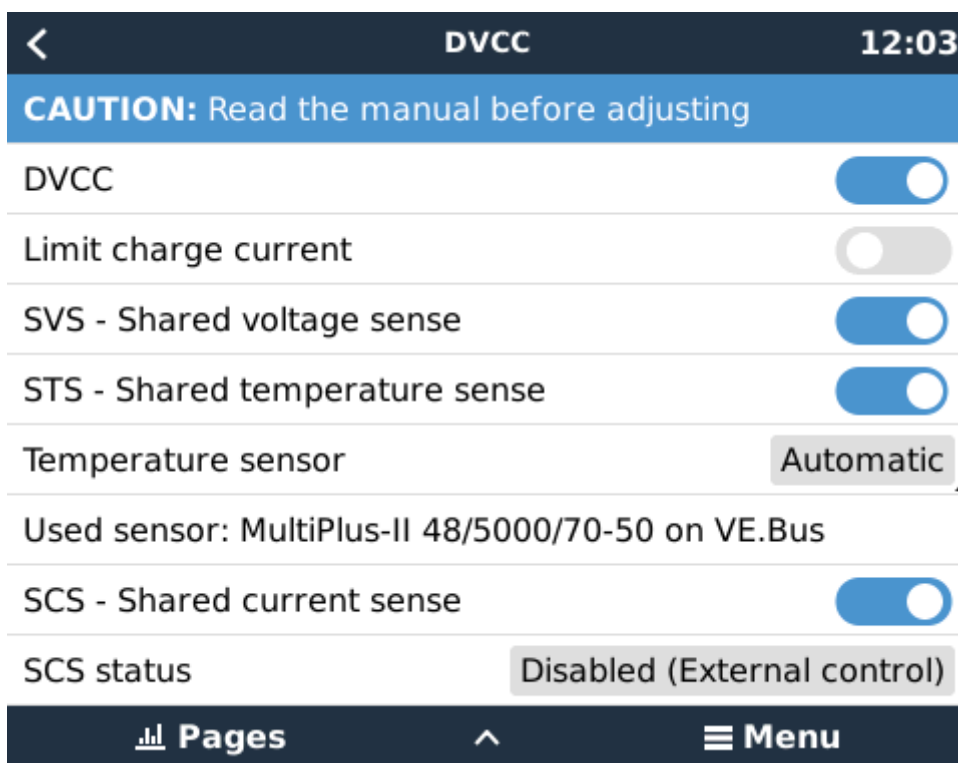 DVCC 12:03
CAUTION: Read the manual before adjusting
DVCC
Limit charge current
SVS - Shared voltage sense
STS - Shared temperature sense
Temperature sensor Automatic
Used sensor: MultiPlus-II 48/5000/70-50 on VE.Bus
SCS - Shared current sense
SCS status Disabled (External control)
Pages Menu